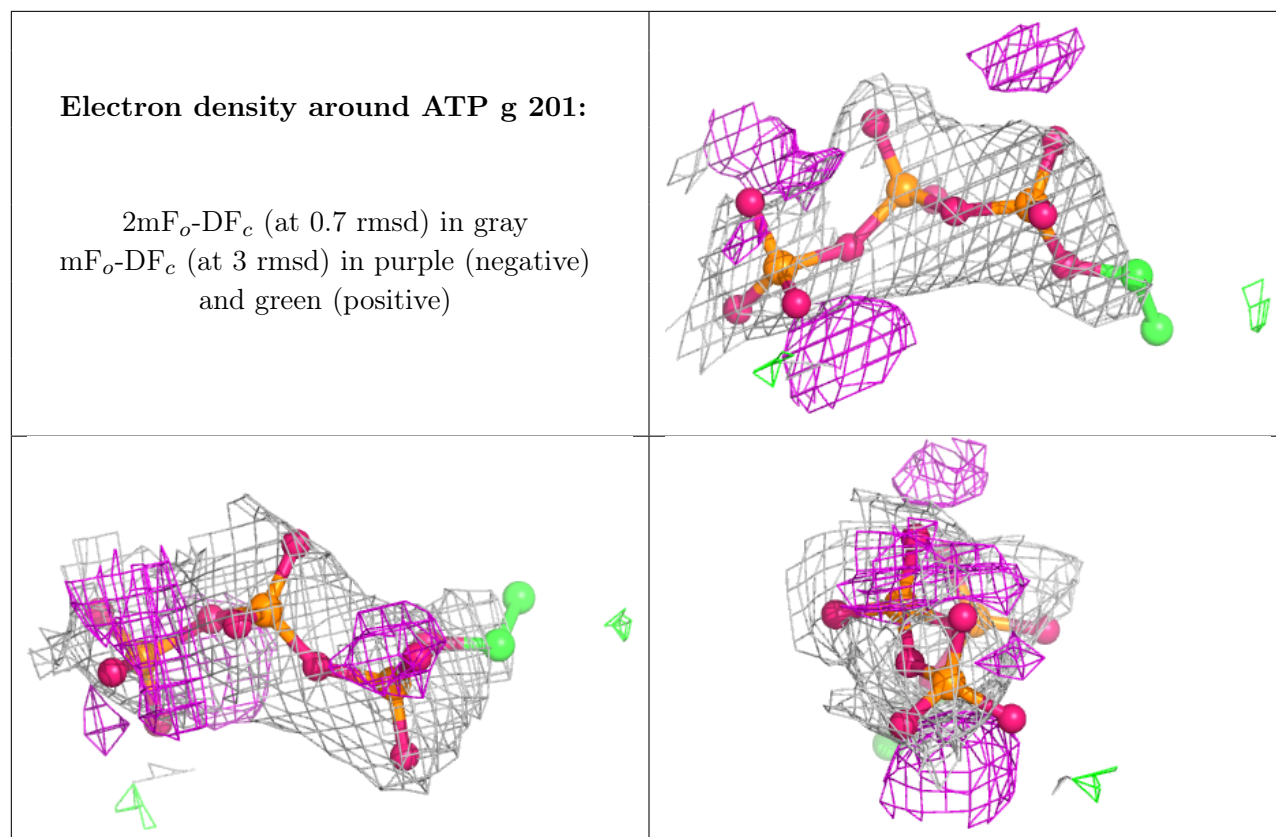 Electron density around ATP g 201:
2mFo-DFc (at 0.7 rmsd) in gray
mFo-DFc (at 3 rmsd) in purple (negative)
and green (positive)